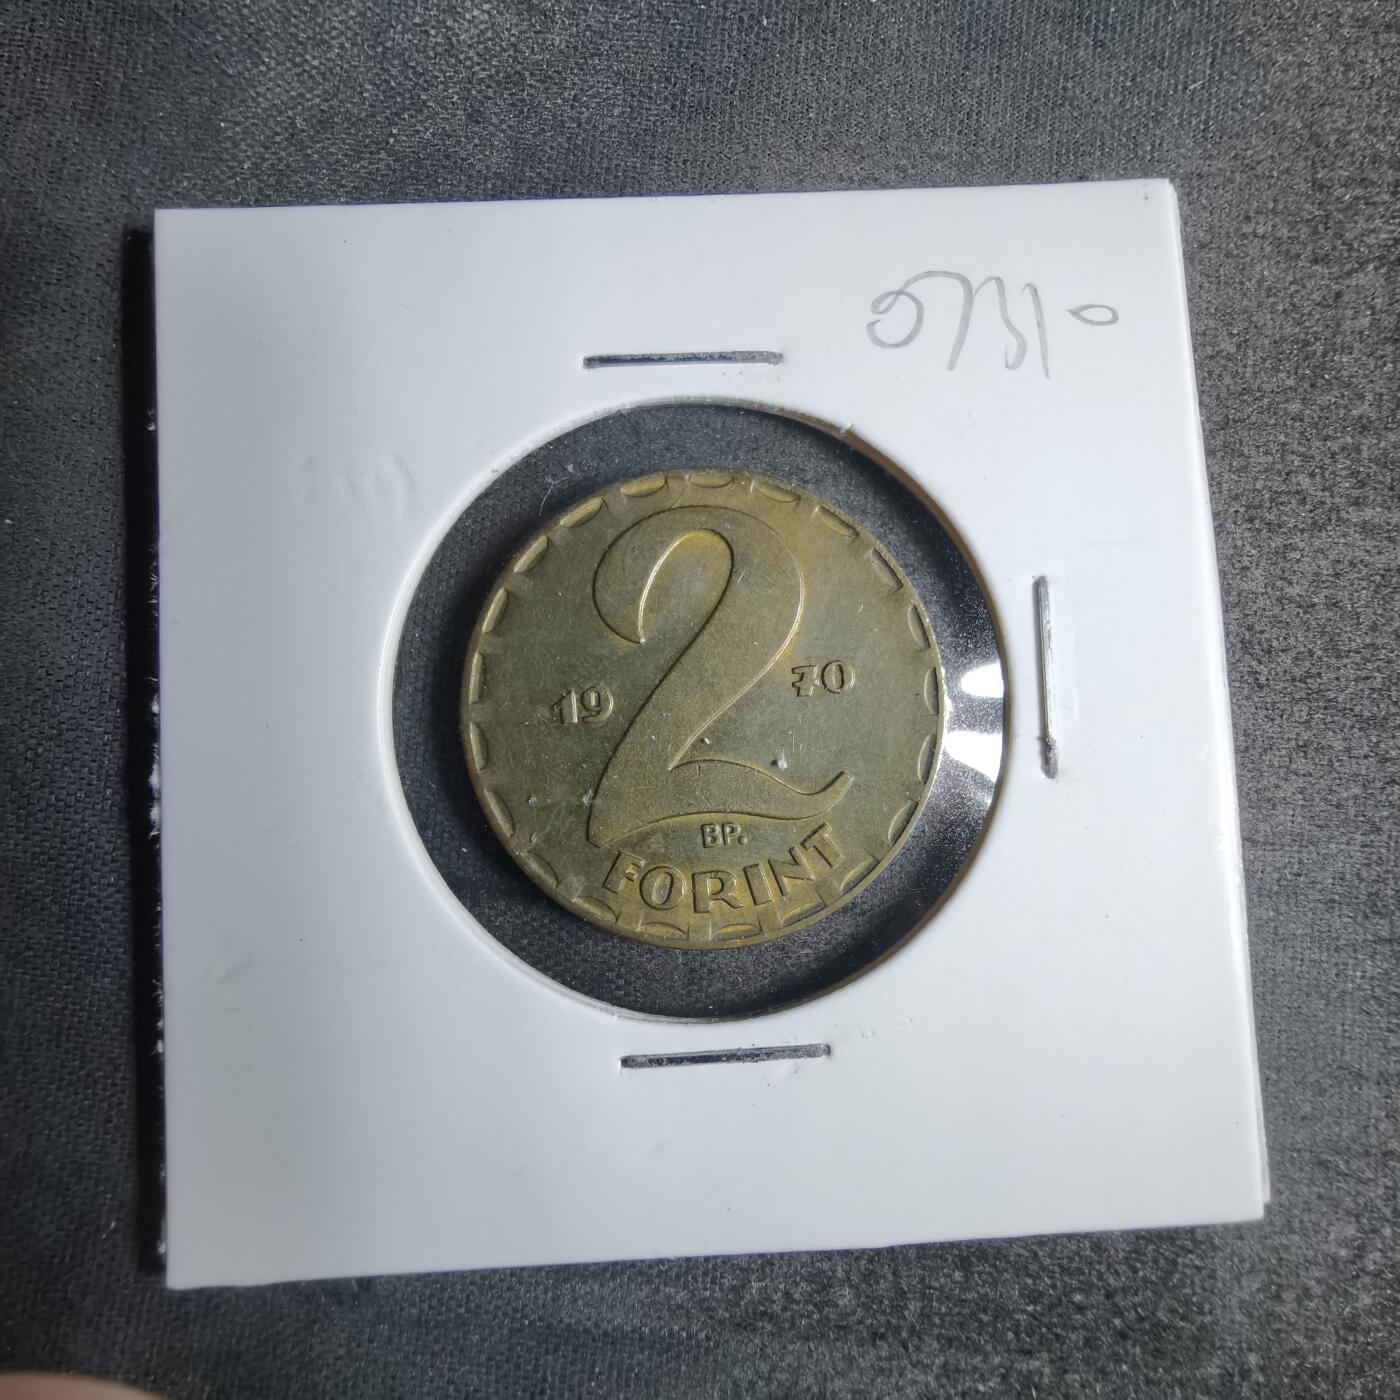 2
19 70
BP.
FORINT